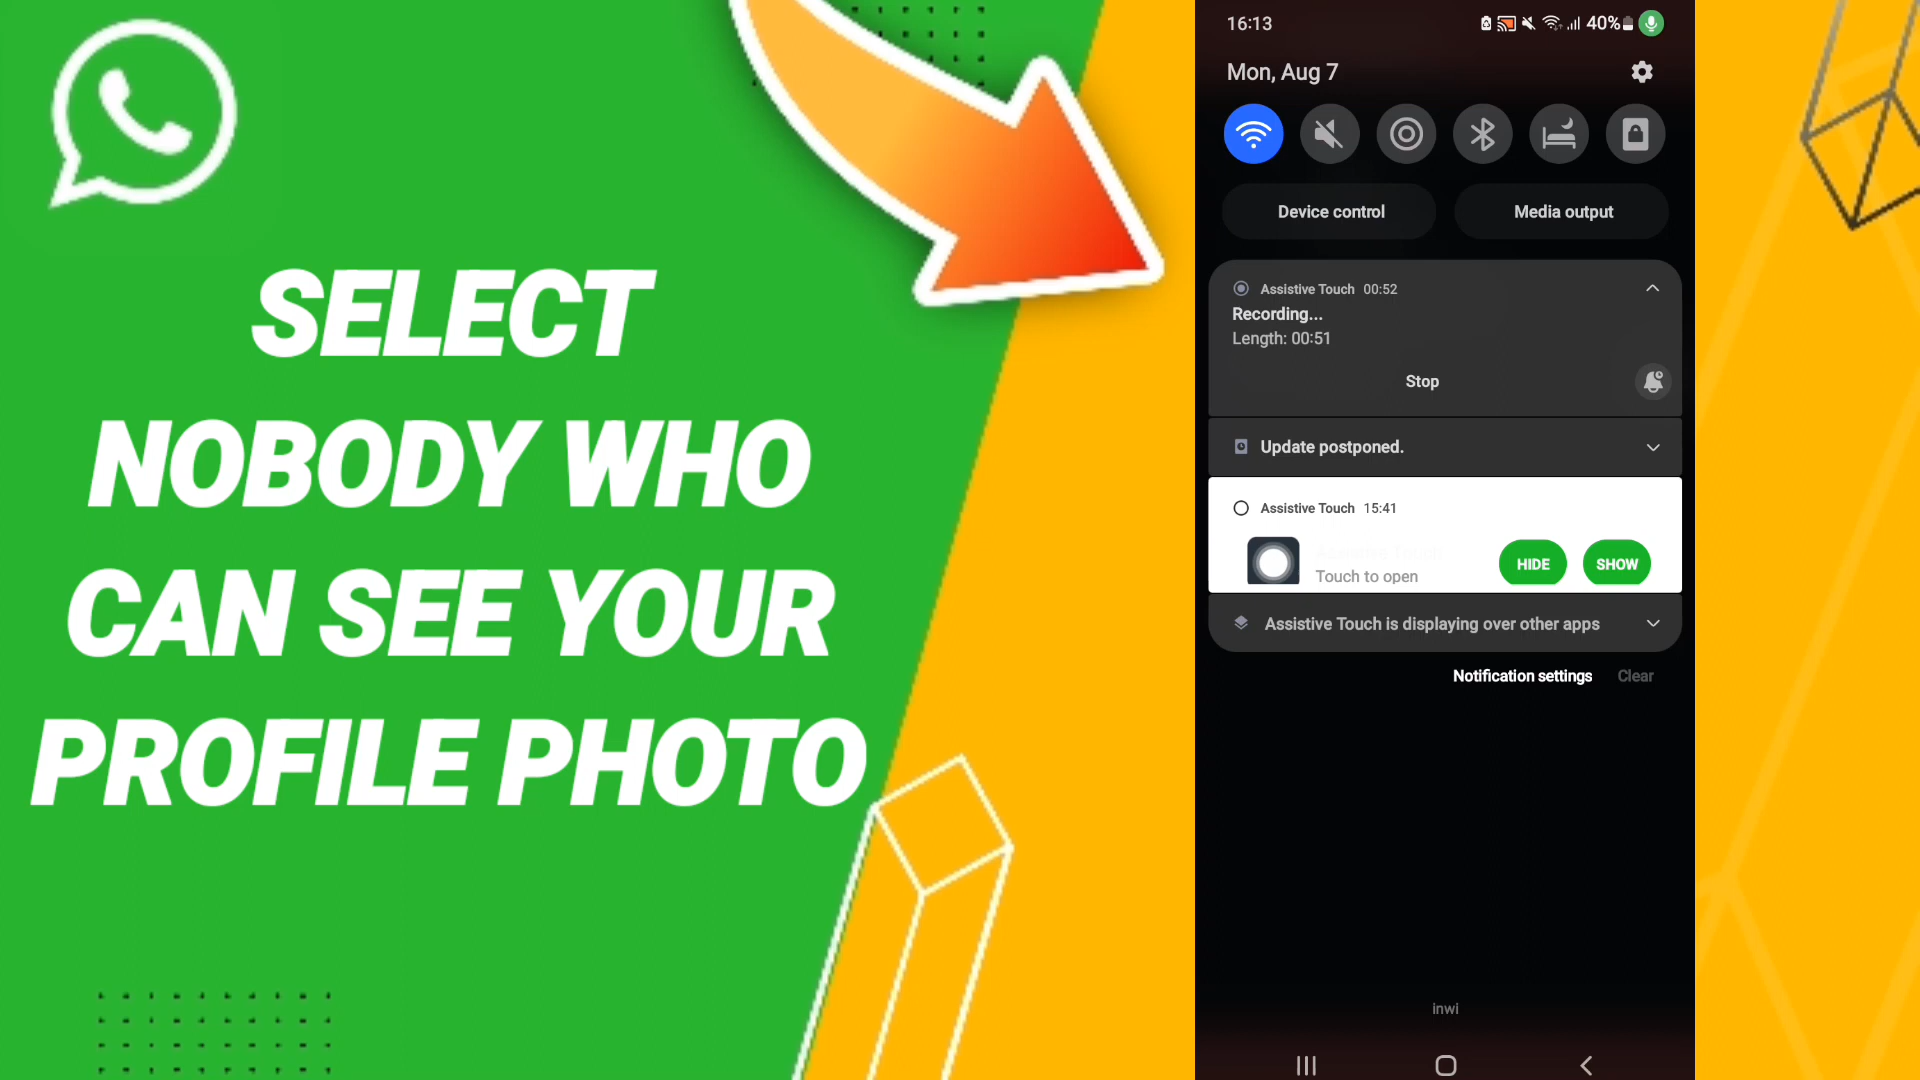 SELECT
NOBODY WHO
CAN SEE YOUR
PROFILE PHOTO
16:13
40%
Mon, Aug 7
Device control
Media output
Assistive Touch 00:52
Recording...
Length: 00:51
Stop
Update postponed.
Assistive Touch 15:41
Assistive Touch
Touch to open
HIDE
SHOW
Assistive Touch is displaying over other apps
Notification settings
Clear
inwi